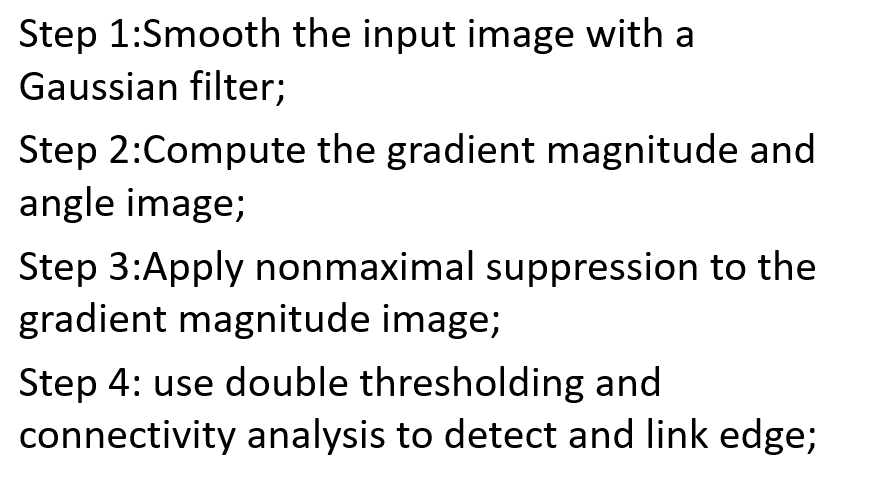 Step 1:Smooth the input image with a
Gaussian filter;
Step 2:Compute the gradient magnitude and
angle image;
Step 3:Apply nonmaximal suppression to the
gradient magnitude image;
Step 4: use double thresholding and
connectivity analysis to detect and link edge;